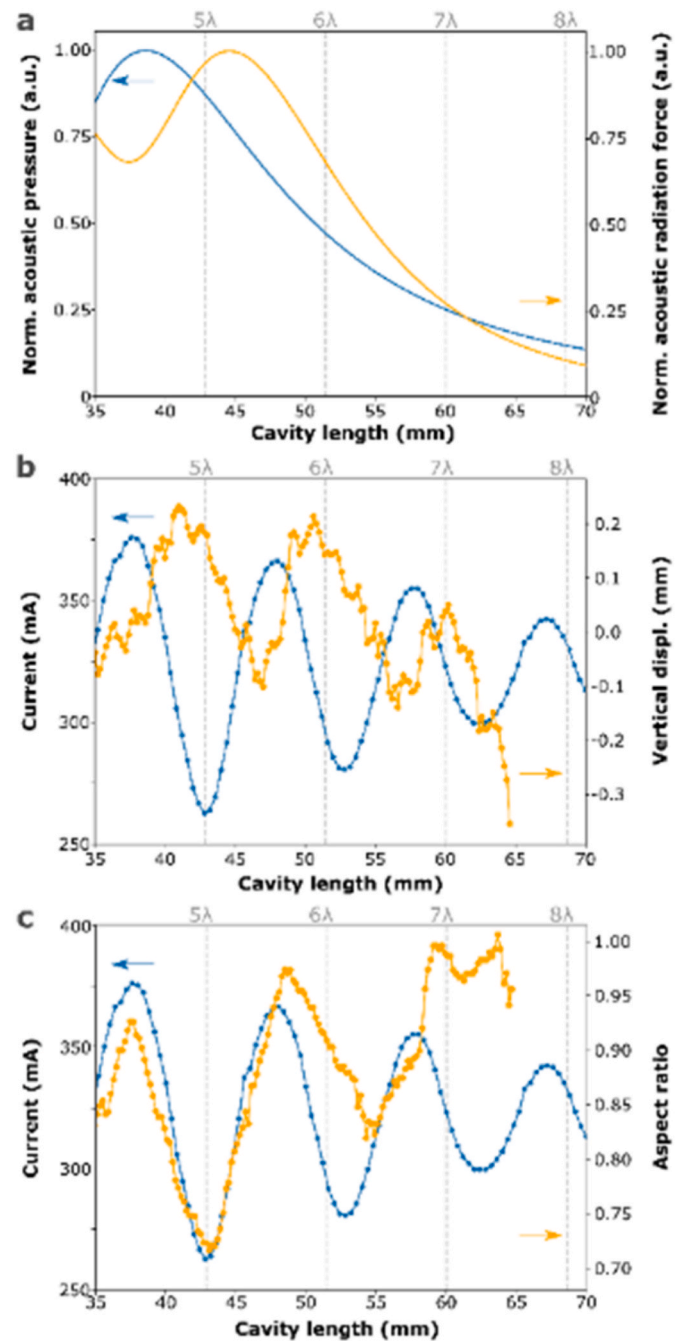 a
5λ 6λ 7λ 8λ
Norm. acoustic pressure (a.u.)
1.00
0.75
0.50
0.25
0
1.00
0.75
0.50
0.25
0
Norm. acoustic radiation force (a.u.)
35 40 45 50 55 60 65 70
Cavity length (mm)
b
5λ 6λ 7λ 8λ
Current (mA)
400
350
300
250
0.2
0.1
0.0
-0.1
-0.2
-0.3
Vertical displ. (mm)
35 40 45 50 55 60 65 70
Cavity length (mm)
c
5λ 6λ 7λ 8λ
Current (mA)
400
350
300
250
1.00
0.95
0.90
0.85
0.80
0.75
0.70
Aspect ratio
35 40 45 50 55 60 65 70
Cavity length (mm)